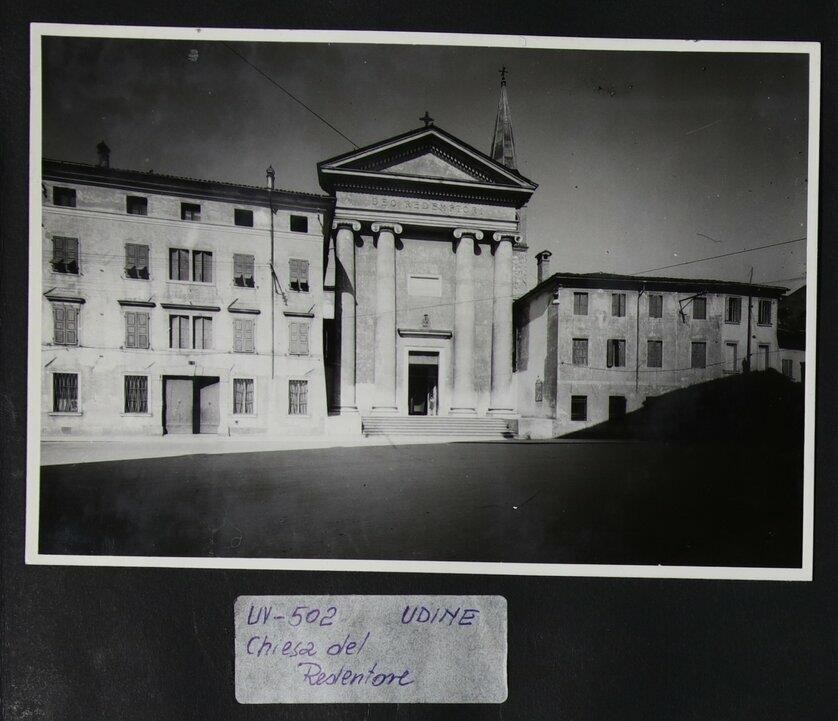 DEO REDEMPTORI
UV-502 UDINE
Chiesa del
Redentore